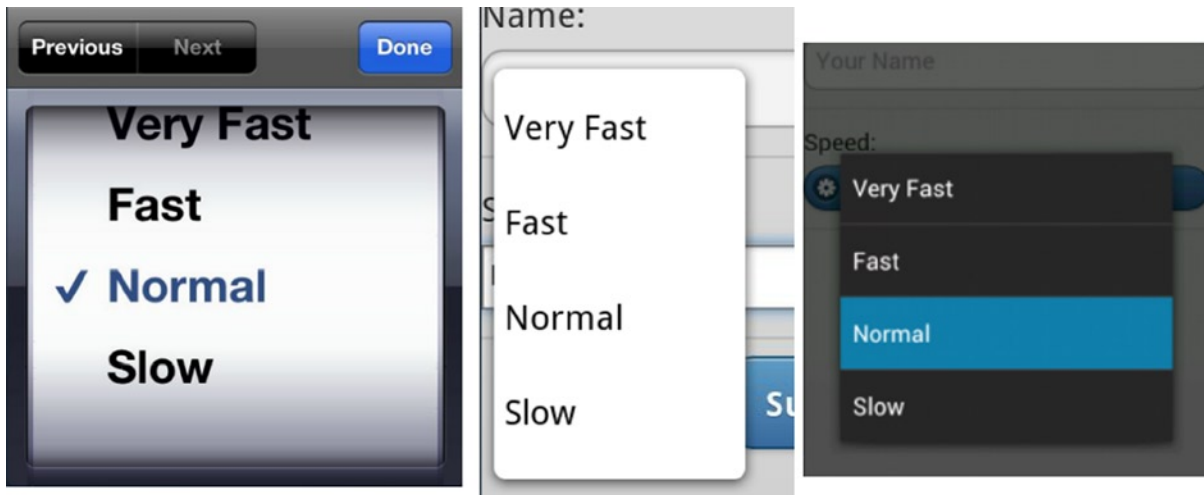 Previous Next Done
Very Fast
Fast
✓ Normal
Slow
Name:
Very Fast
Fast
Normal
Slow
Su
Your Name
Speed:
Very Fast
Fast
Normal
Slow